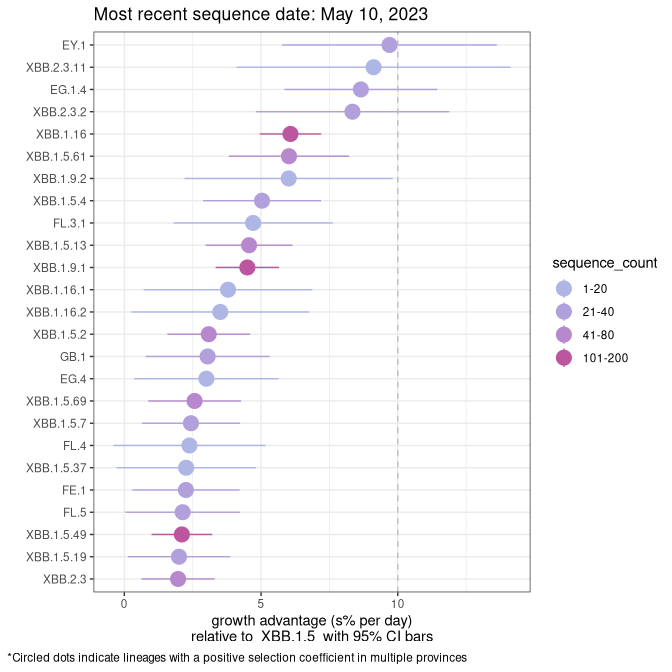 Most recent sequence date: May 10, 2023
EY.1
XBB.2.3.11
EG.1.4
XBB.2.3.2
XBB.1.16
XBB.1.5.61
XBB.1.9.2
XBB.1.5.4
FL.3.1
XBB.1.5.13
XBB.1.9.1
XBB.1.16.1
XBB.1.16.2
XBB.1.5.2
GB.1
EG.4
XBB.1.5.69
XBB.1.5.7
FL.4
XBB.1.5.37
FE.1
FL.5
XBB.1.5.49
XBB.1.5.19
XBB.2.3
0 5 10
growth advantage (s% per day)
relative to XBB.1.5 with 95% CI bars
sequence_count
1-20
21-40
41-80
101-200
*Circled dots indicate lineages with a positive selection coefficient in multiple provinces